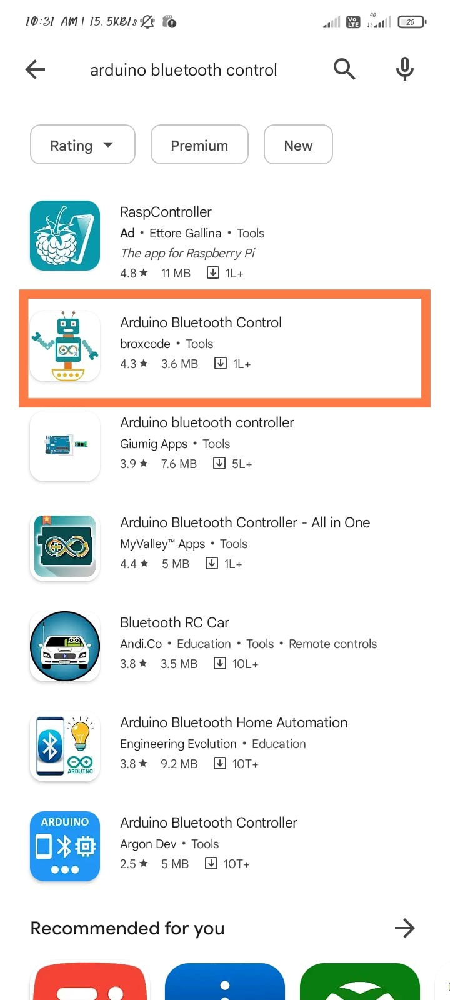 10:31 AM | 15.5KB/s
Vo
LTE
4G
29
arduino bluetooth control
Rating
Premium
New
RaspController
Ad • Ettore Gallina • Tools
The app for Raspberry Pi
4.8 ★ 11 MB 1L+
Arduino Bluetooth Control
broxcode • Tools
4.3 ★ 3.6 MB 1L+
Arduino bluetooth controller
Giumig Apps • Tools
3.9 ★ 7.6 MB 5L+
Arduino Bluetooth Controller - All in One
MyValley™ Apps • Tools
4.4 ★ 5 MB 1L+
Bluetooth RC Car
Andi.Co • Education • Tools • Remote controls
3.8 ★ 3.5 MB 10L+
Arduino Bluetooth Home Automation
Engineering Evolution • Education
3.8 ★ 9.2 MB 10T+
ARDUINO
ARDUINO
Arduino Bluetooth Controller
Argon Dev • Tools
2.5 ★ 5 MB 10T+
Recommended for you